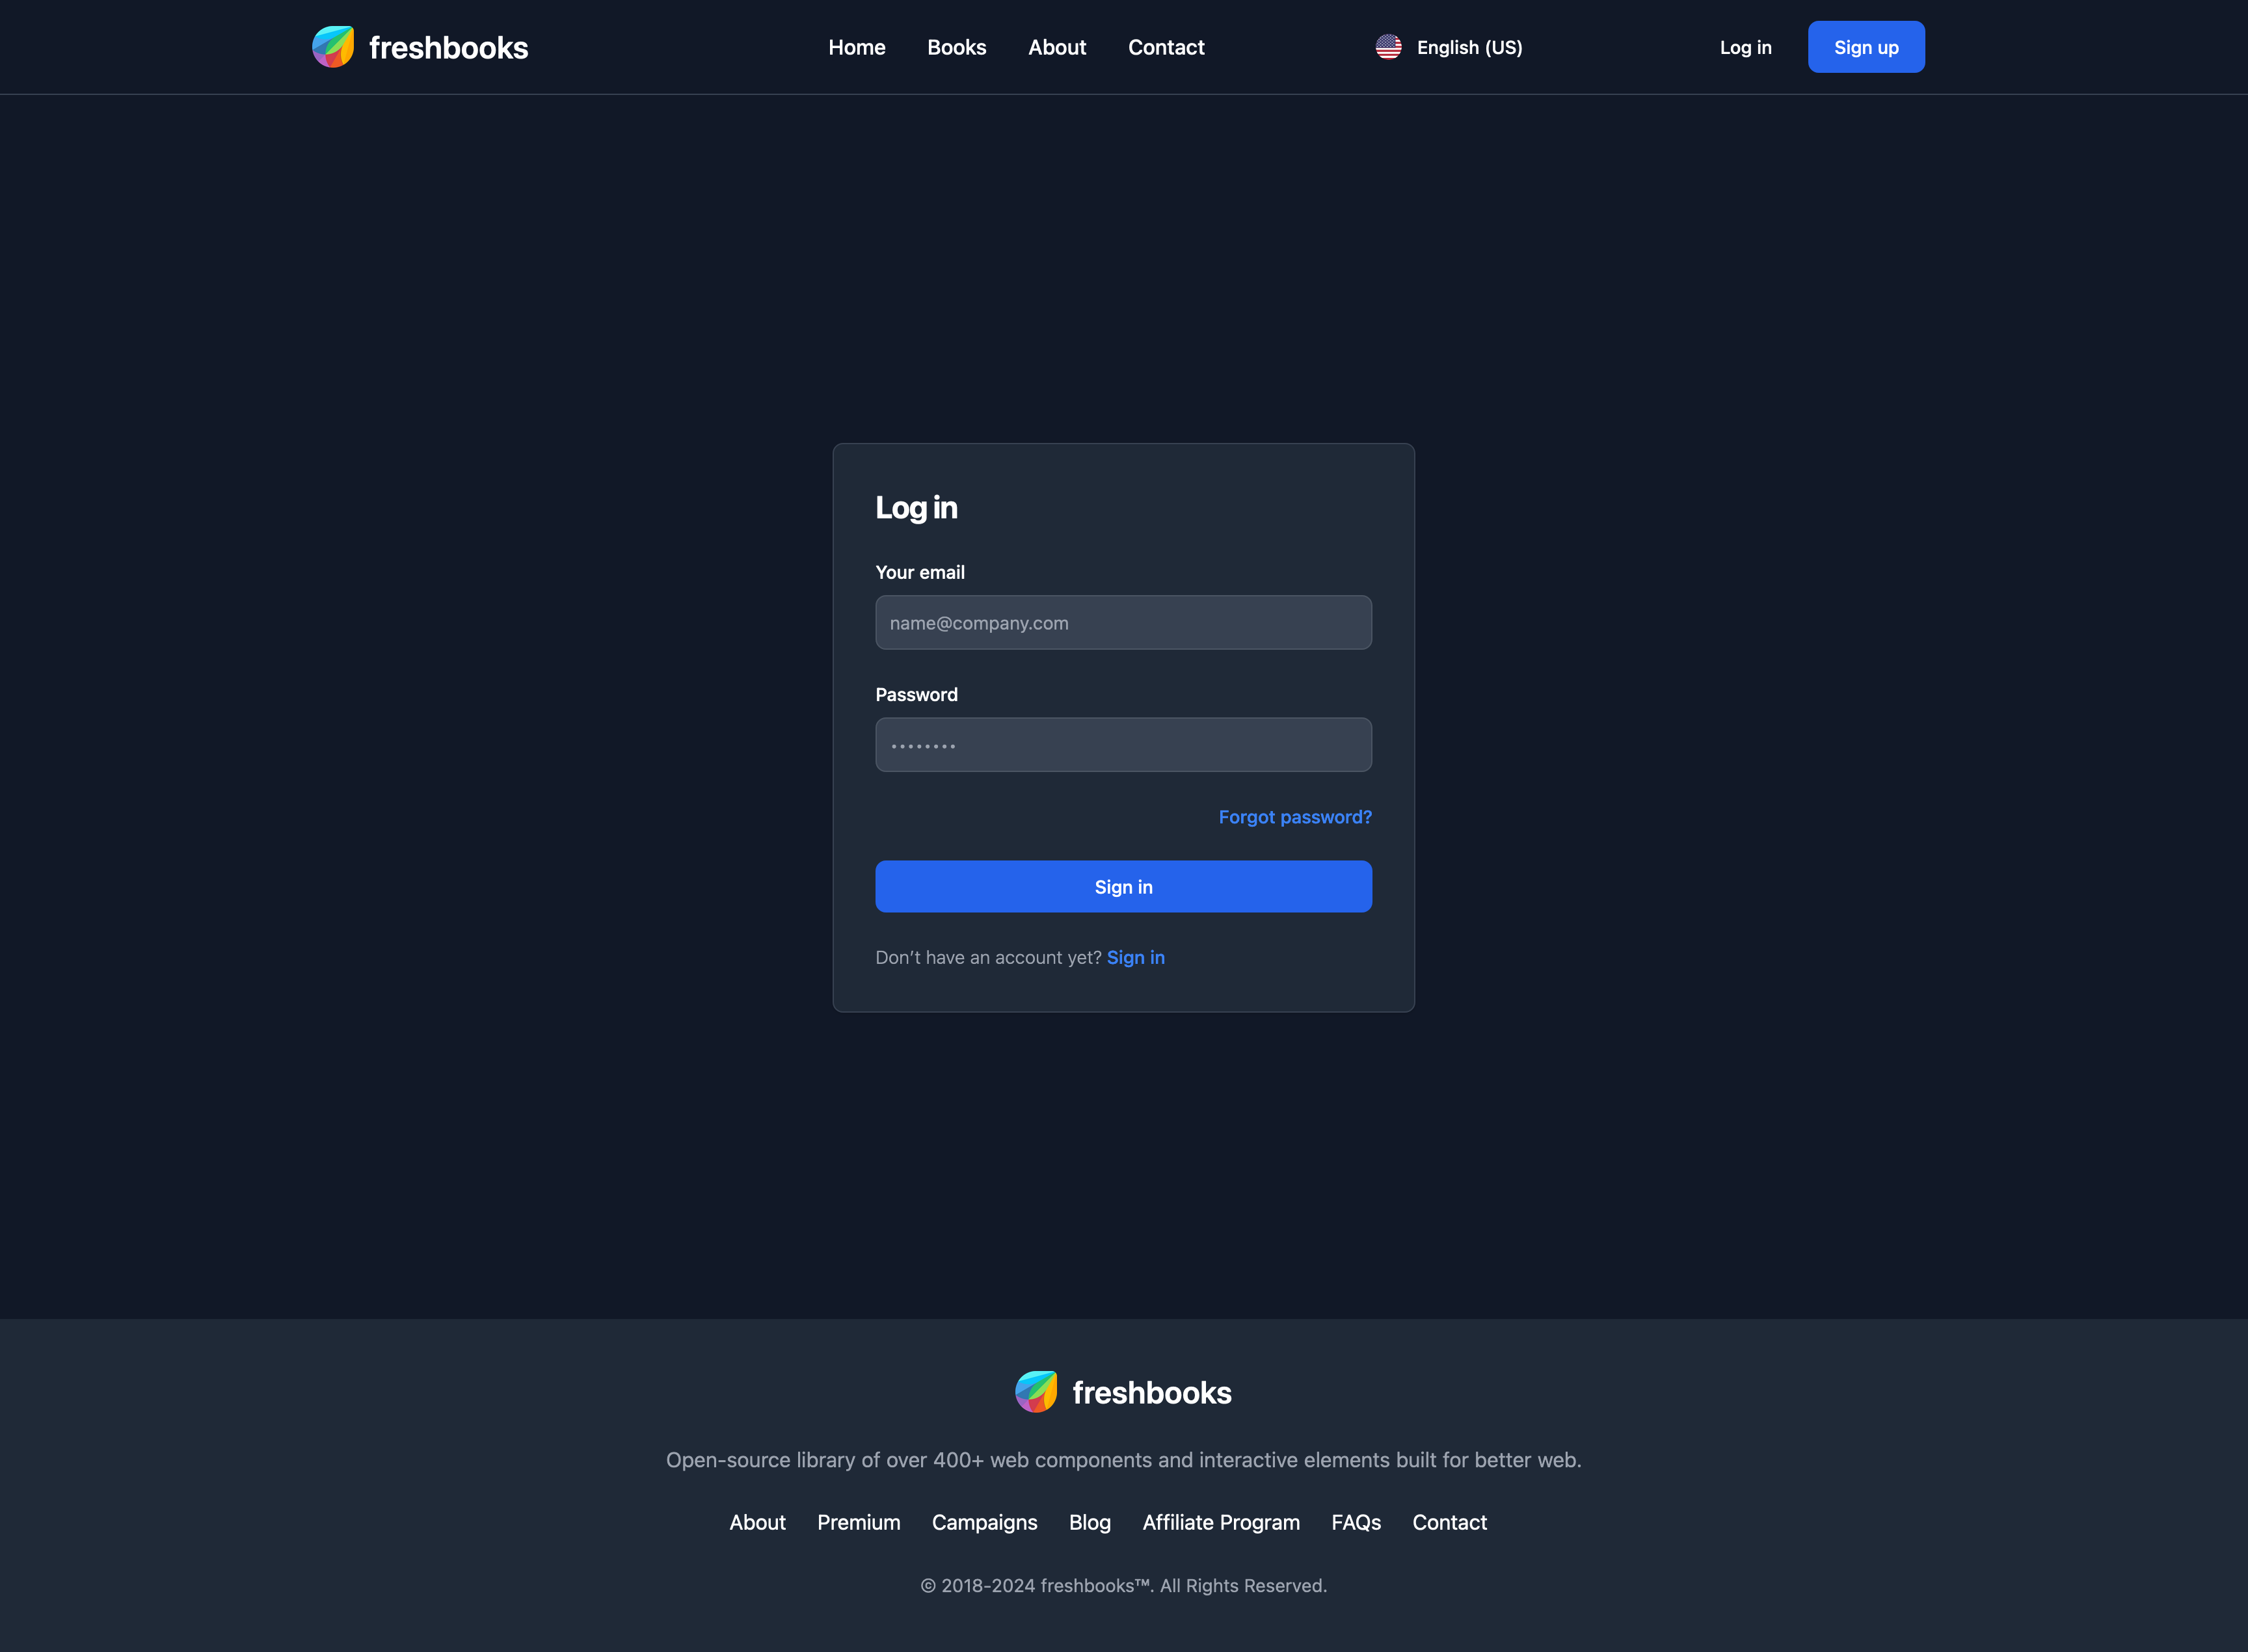 freshbooks Home Books About Contact English (US) Log in Sign up
Log in
Your email
name@company.com
Password
••••••••
Forgot password?
Sign in
Don’t have an account yet? Sign in
freshbooks
Open-source library of over 400+ web components and interactive elements built for better web.
About Premium Campaigns Blog Affiliate Program FAQs Contact
© 2018-2024 freshbooks™. All Rights Reserved.